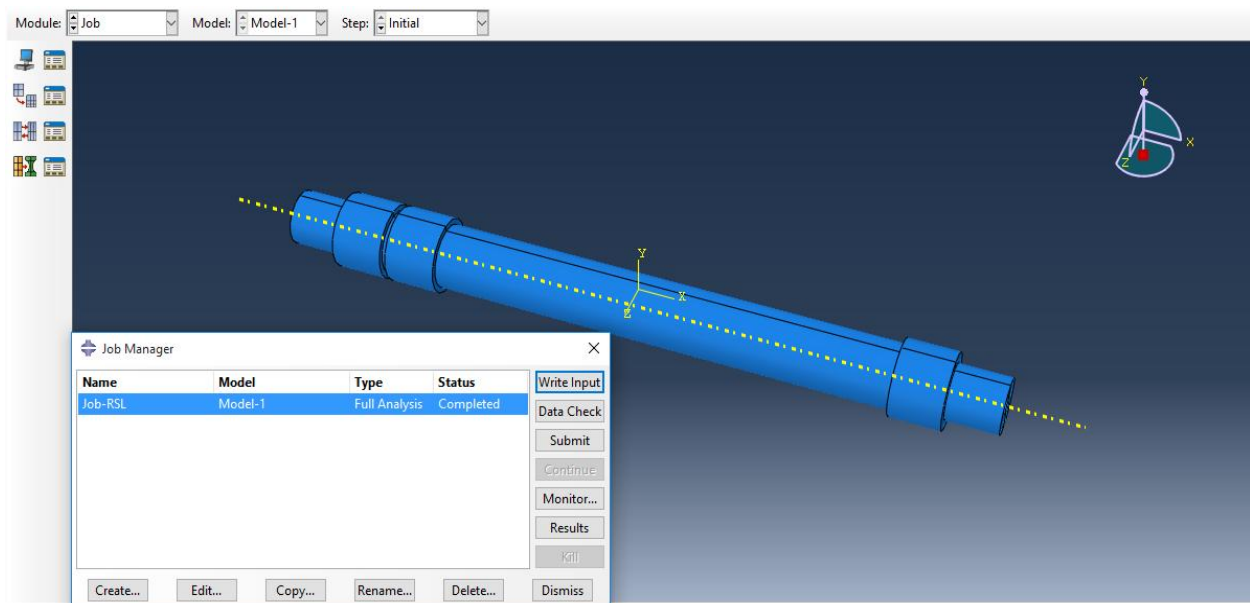 Module: Job Model: Model-1 Step: Initial
Y
X
Z
Y
X
Z
Job Manager
Name Model Type Status
Job-RSL Model-1 Full Analysis Completed
Write Input
Data Check
Submit
Continue
Monitor...
Results
Kill
Create... Edit... Copy... Rename... Delete... Dismiss